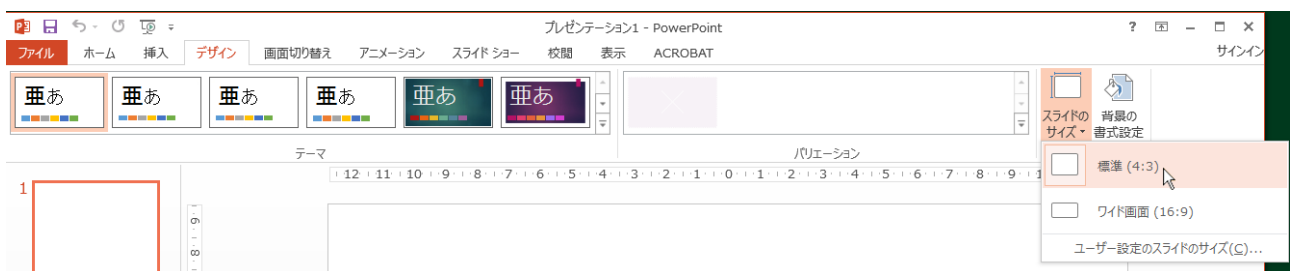 プレゼンテーション1 - PowerPoint ?
ファイル ホーム 挿入 デザイン 画面切り替え アニメーション スライド ショー 校閲 表示 ACROBAT サインイン
亜あ 亜あ 亜あ 亜あ 亜あ 亜あ
スライドの サイズ
背景の 書式設定
テーマ バリエーション
標準 (4:3)
ワイド画面 (16:9)
ユーザー設定のスライドのサイズ(C)...
12 11 10 9 8 7 6 5 4 3 2 1 0 1 2 3 4 5 6 7 8 9 1
1
9
8